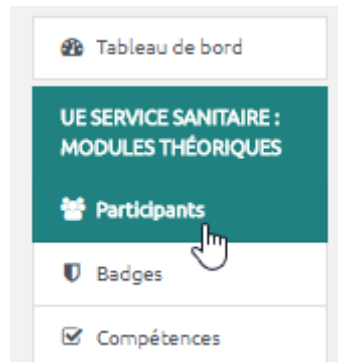 Tableau de bord
UE SERVICE SANITAIRE :
MODULES THÉORIQUES
Participants
Badges
Compétences